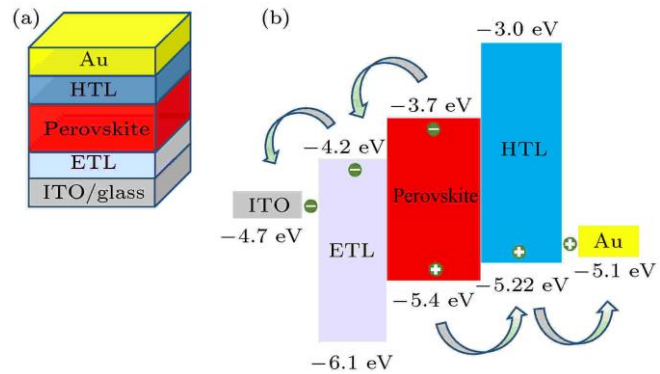 (a)
Au
HTL
Perovskite
ETL
ITO/glass
(b)
−3.0 eV
−3.7 eV
−4.2 eV
HTL
Perovskite
ITO
−4.7 eV
ETL
Au
−5.1 eV
−5.22 eV
−5.4 eV
−6.1 eV